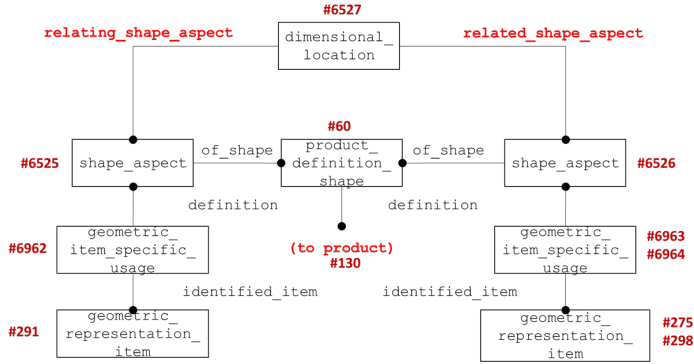 #6527
relating_shape_aspect
dimensional_
location
related_shape_aspect
#60
#6525
shape_aspect
of_shape
product_
definition_
shape
of_shape
shape_aspect
#6526
definition
definition
#6962
geometric_
item_specific_
usage
(to product)
#130
geometric_
item_specific_
usage
#6963
#6964
identified_item
identified_item
#291
geometric_
representation_
item
geometric_
representation_
item
#275
#298